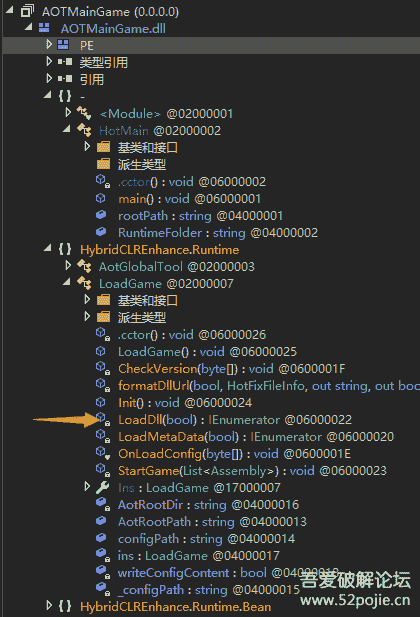 AOTMainGame (0.0.0.0)
AOTMainGame.dll
PE
类型引用
引用
{ } -
<Module> @02000001
HotMain @02000002
基类和接口
派生类型
.cctor() : void @06000002
main() : void @06000001
rootPath : string @04000001
RuntimeFolder : string @04000002
{ } HybridCLREnhance.Runtime
AotGlobalTool @02000003
LoadGame @02000007
基类和接口
派生类型
.cctor() : void @06000026
LoadGame() : void @06000025
CheckVersion(byte[]) : void @0600001F
formatDllUrl(bool, HotFixFileInfo, out string, out boo
Init() : void @06000024
LoadDll(bool) : IEnumerator @06000022
LoadMetaData(bool) : IEnumerator @06000020
OnLoadConfig(byte[]) : void @0600001E
StartGame(List<Assembly>) : void @06000023
Ins : LoadGame @17000007
AotRootDir : string @04000016
AotRootPath : string @04000013
configPath : string @04000014
ins : LoadGame @04000017
writeConfigContent : bool
_configPath : string @04000015
{ } HybridCLREnhance.Runtime.Bean
吾爱破解论坛
www.52pojie.cn